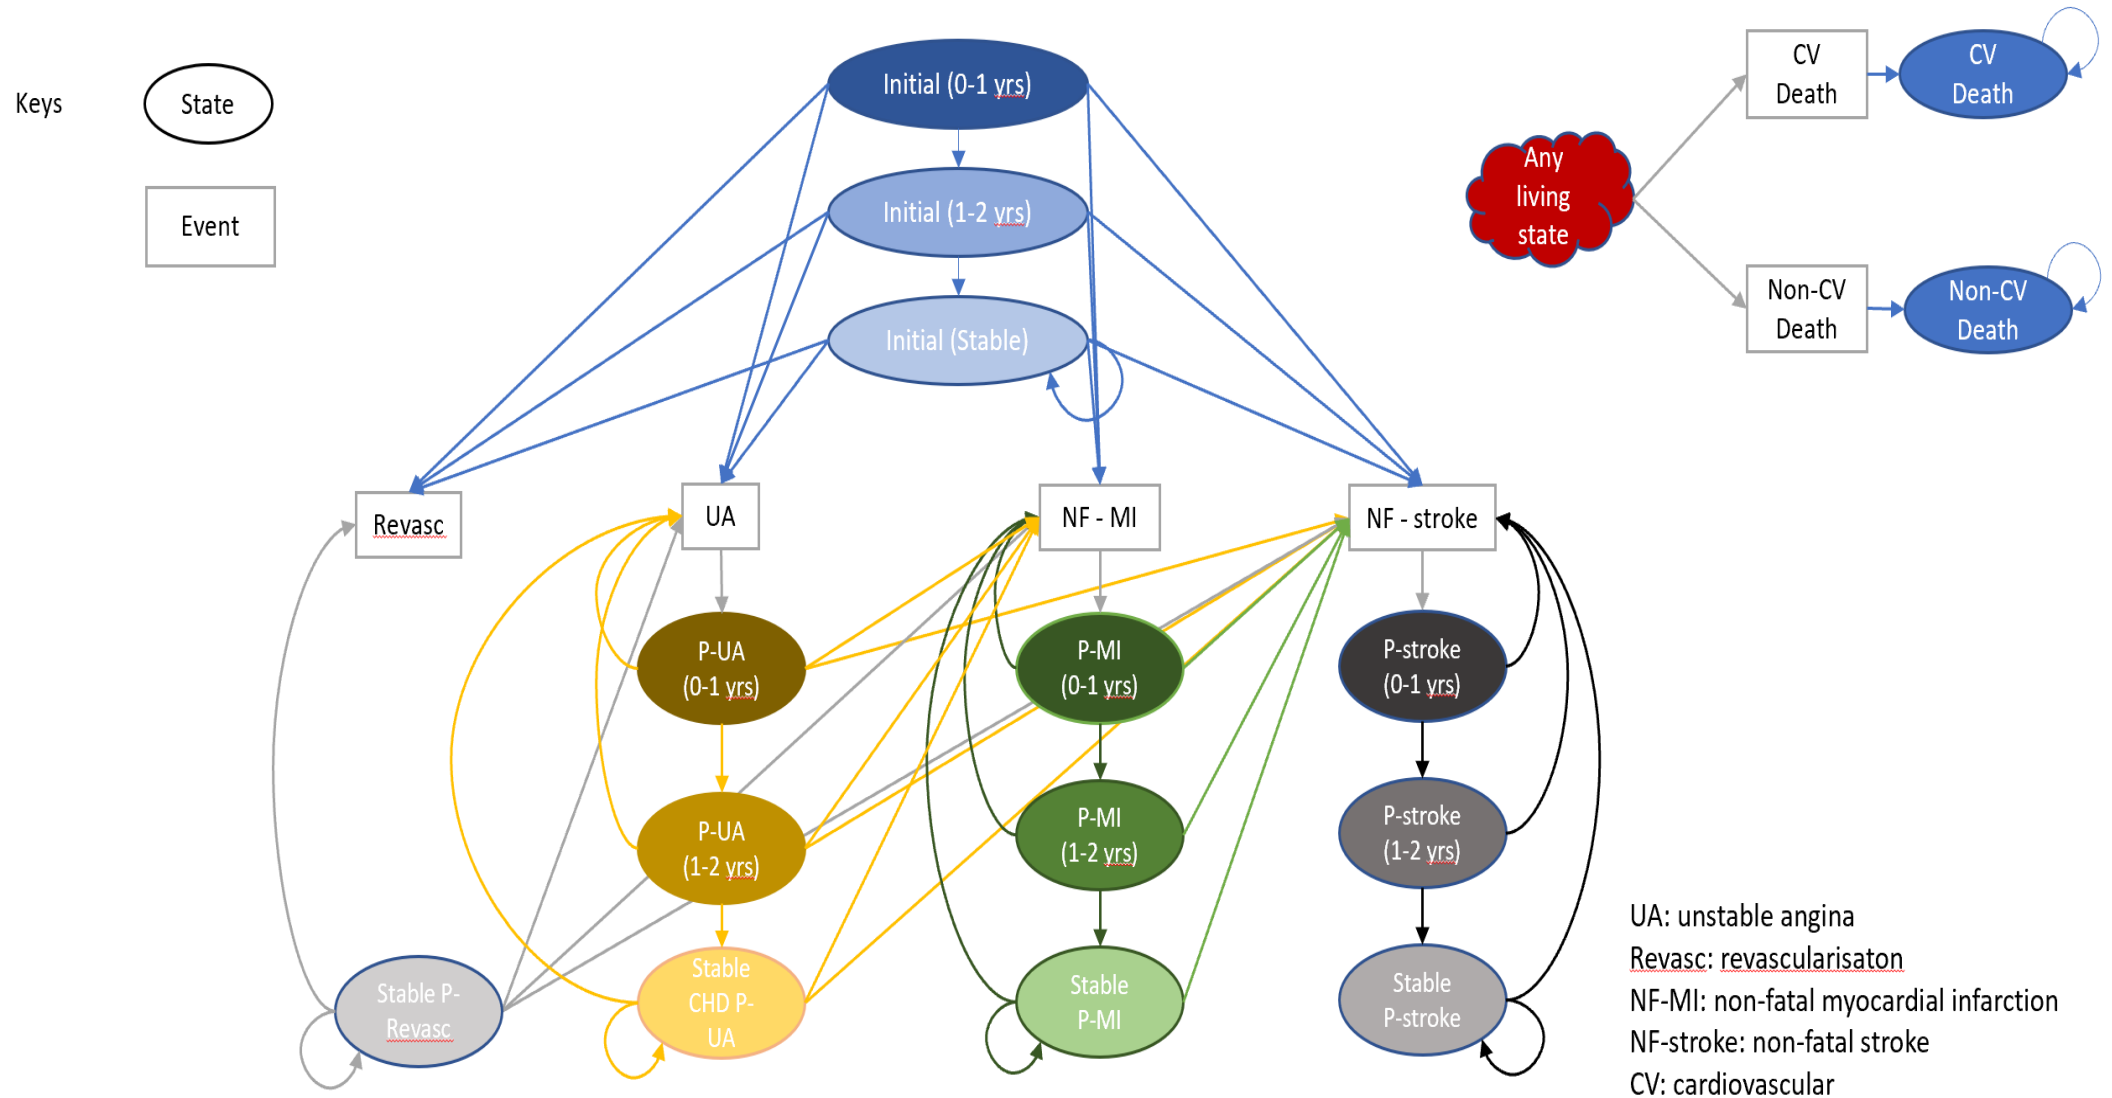 Keys
State
Event
Initial (0-1 yrs)
Initial (1-2 yrs)
Initial (Stable)
Any
living
state
CV
Death
CV
Death
Non-CV
Death
Non-CV
Death
Revasc
UA
NF - MI
NF - stroke
P-UA
(0-1 yrs)
P-MI
(0-1 yrs)
P-stroke
(0-1 yrs)
P-UA
(1-2 yrs)
P-MI
(1-2 yrs)
P-stroke
(1-2 yrs)
Stable P-
Revasc
Stable
CHD P-
UA
Stable
P-MI
Stable
P-stroke
UA: unstable angina
Revasc: revascularisaton
NF-MI: non-fatal myocardial infarction
NF-stroke: non-fatal stroke
CV: cardiovascular